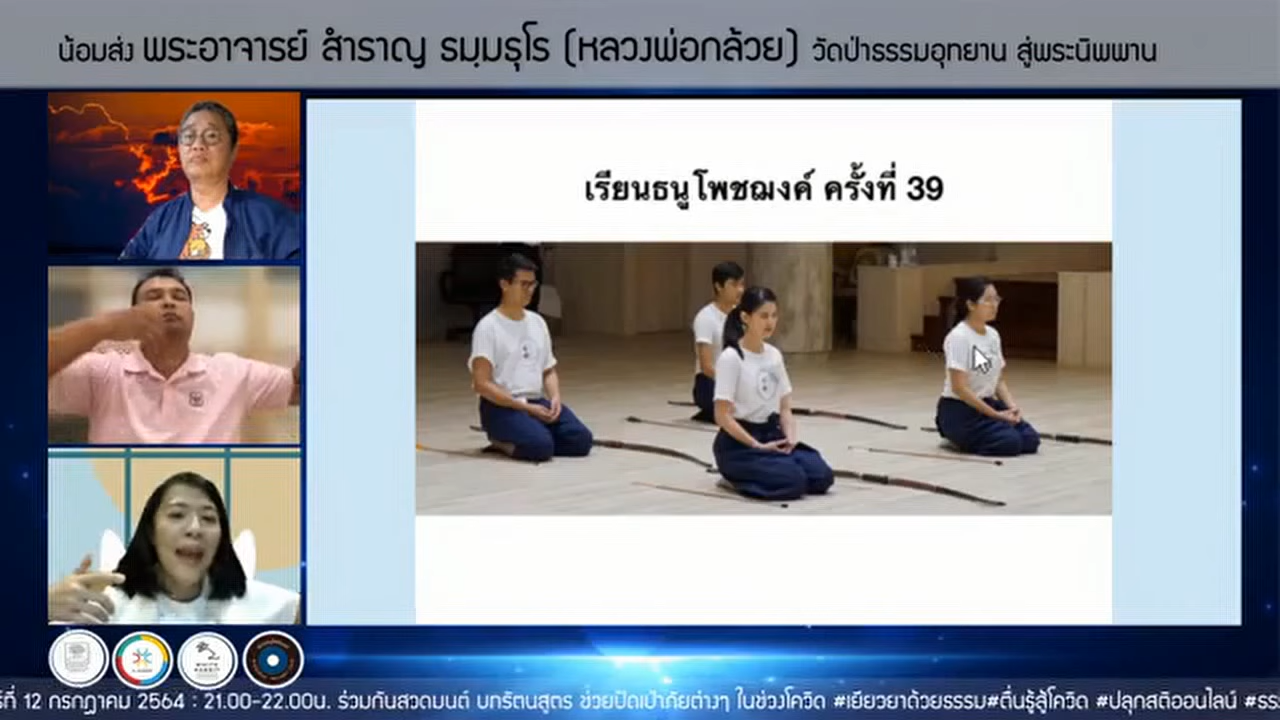 น้อมส่ง พระอาจารย์ สำราญ ธมฺมธุโร (หลวงพ่อกล้วย) วัดป่าธรรมอุทยาน สู่พระนิพพาน
เรียนธนูโพชฌงค์ ครั้งที่ 39
WHITE RABBIT
ร์ที่ 12 กรกฎาคม 2564 : 21.00-22.00น. ร่วมกันสวดมนต์ บทรัตนสูตร ช่วยปัดเป่าภัยต่างๆ ในช่วงโควิด #เยียวยาด้วยธรรม#ตื่นรู้สู้โควิด #ปลุกสติออนไลน์ #ธร